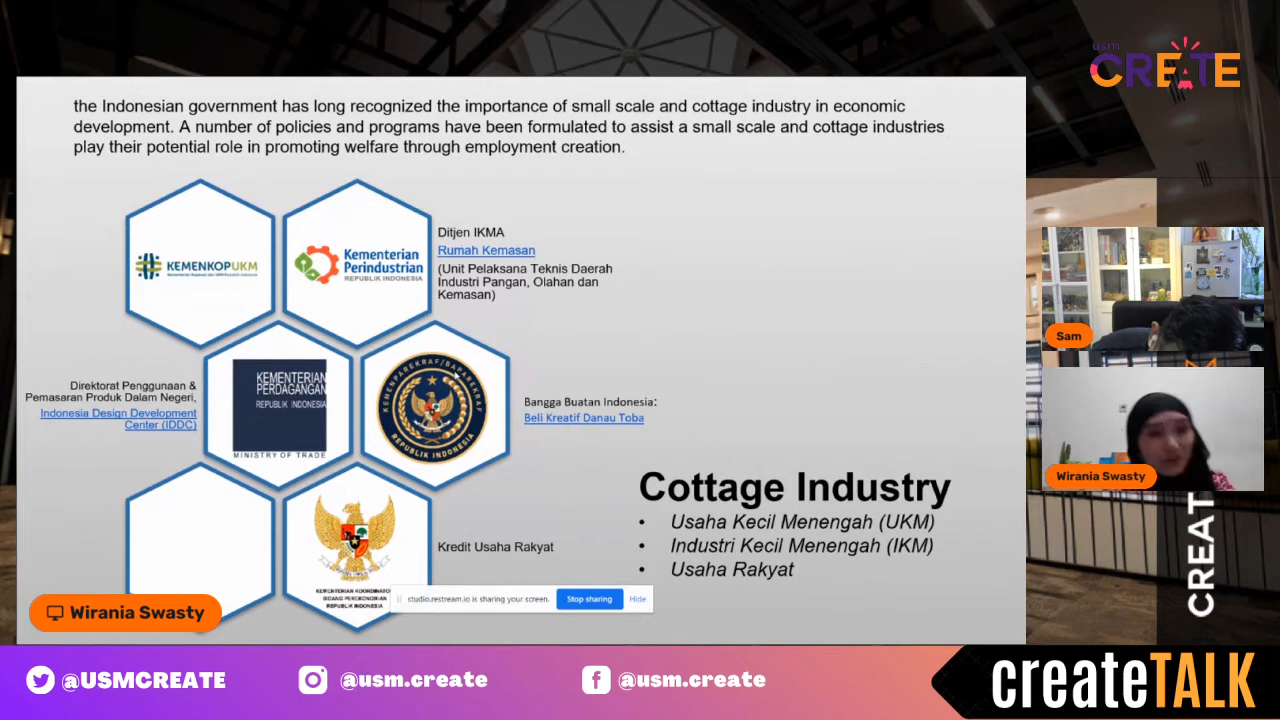 usm
CREATE
the Indonesian government has long recognized the importance of small scale and cottage industry in economic
development. A number of policies and programs have been formulated to assist a small scale and cottage industries
play their potential role in promoting welfare through employment creation.
KEMENKOPUKM
Kementerian
Perindustrian
REPUBLIK INDONESIA
Ditjen IKMA
Rumah Kemasan
(Unit Pelaksana Teknis Daerah
Industri Pangan, Olahan dan
Kemasan)
Direktorat Penggunaan &
Pemasaran Produk Dalam Negeri,
Indonesia Design Development
Center (IDDC)
KEMENTERIAN
PERDAGANGAN
REPUBLIK INDONESIA
MINISTRY OF TRADE
KEMENPAREKRAF/BAPAREKRAF
REPUBLIK INDONESIA
Bangga Buatan Indonesia:
Beli Kreatif Danau Toba
Cottage Industry
• Usaha Kecil Menengah (UKM)
• Industri Kecil Menengah (IKM)
• Usaha Rakyat
KEMENTERIAN KOORDINATO
BIDANG PEREKONOMIAN
REPUBLIK INDONESIA
Kredit Usaha Rakyat
studio.restream.io is sharing your screen.
Stop sharing
Hide
Wirania Swasty
Sam
Wirania Swasty
CREAT
@USMCREATE
@usm.create
@usm.create
createTALK